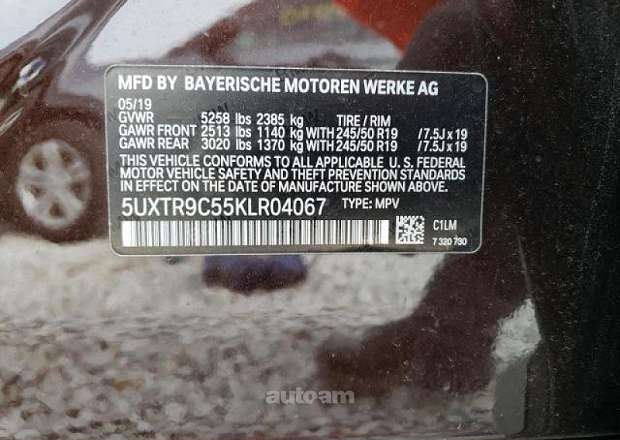 MFD BY BAYERISCHE MOTOREN WERKE AG
05/19
GVWR 5258 lbs 2385 kg TIRE / RIM
GAWR FRONT 2513 lbs 1140 kg WITH 245/50 R19 / 7.5J x 19
GAWR REAR 3020 lbs 1370 kg WITH 245/50 R19 / 7.5J x 19
THIS VEHICLE CONFORMS TO ALL APPLICABLE U. S. FEDERAL
MOTOR VEHICLE SAFETY AND THEFT PREVENTION STANDARDS
IN EFFECT ON THE DATE OF MANUFACTURE SHOWN ABOVE.
5UXTR9C55KLR04067 TYPE: MPV
C1LM
7 320 730
autoam